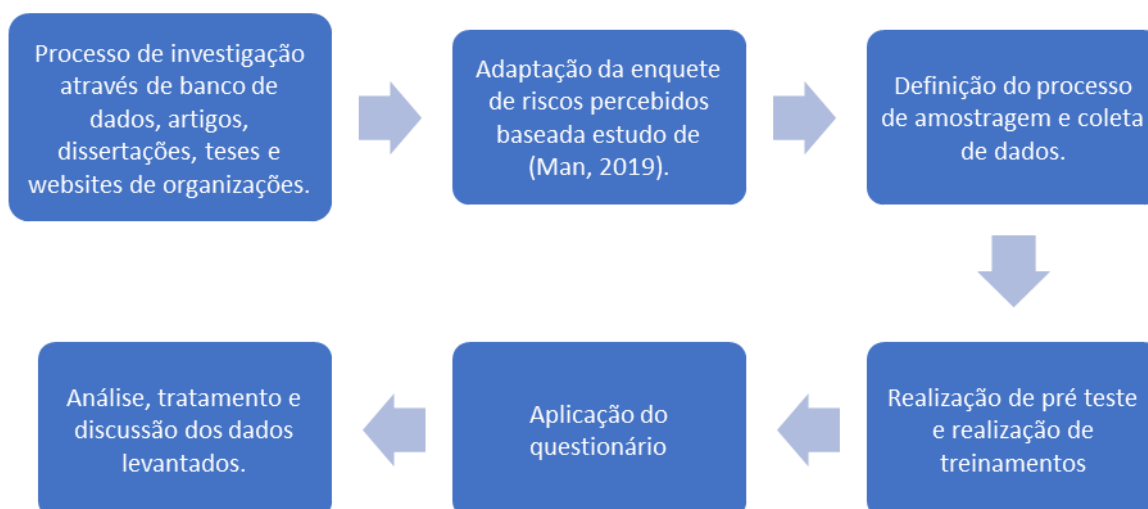 Processo de investigação
através de banco de
dados, artigos,
dissertações, teses e
websites de organizações.
Adaptação da enquete
de riscos percebidos
baseada estudo de
(Man, 2019).
Definição do processo
de amostragem e coleta
de dados.
Realização de pré teste
e realização de
treinamentos
Aplicação do
questionário
Análise, tratamento e
discussão dos dados
levantados.